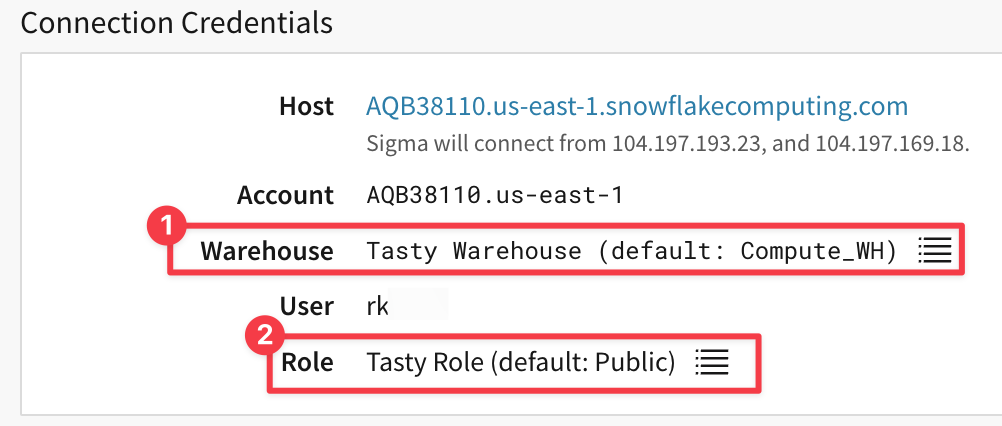 Connection Credentials
Host AQB38110.us-east-1.snowflakecomputing.com
Sigma will connect from 104.197.193.23, and 104.197.169.18.
Account AQB38110.us-east-1
1
Warehouse Tasty Warehouse (default: Compute_WH)
User rk
2
Role Tasty Role (default: Public)